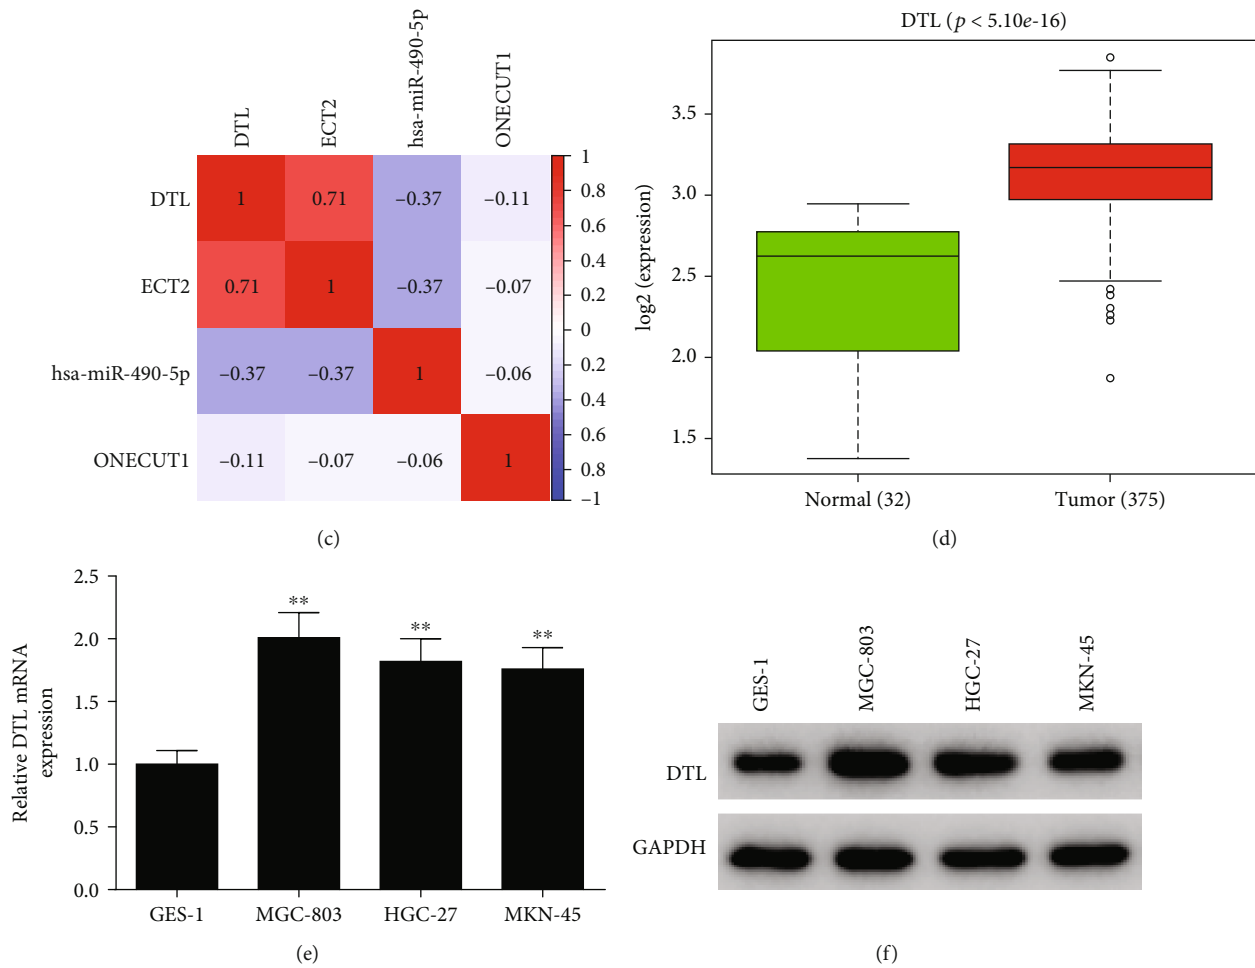 DTL
ECT2
hsa-miR-490-5p
ONECUT1
DTL 1 0.71 –0.37 –0.11
ECT2 0.71 1 –0.37 –0.07
hsa-miR-490-5p –0.37 –0.37 1 –0.06
ONECUT1 –0.11 –0.07 –0.06 1
1
0.8
0.6
0.4
0.2
0
0.2
0.4
0.6
0.8
–1
(c)
DTL (p < 5.10e-16)
log2 (expression)
3.5
3.0
2.5
2.0
1.5
Normal (32) Tumor (375)
(d)
Relative DTL mRNA
expression
2.5
2.0
1.5
1.0
0.5
0.0
** ** **
GES-1 MGC-803 HGC-27 MKN-45
(e)
GES-1
MGC-803
HGC-27
MKN-45
DTL
GAPDH
(f)